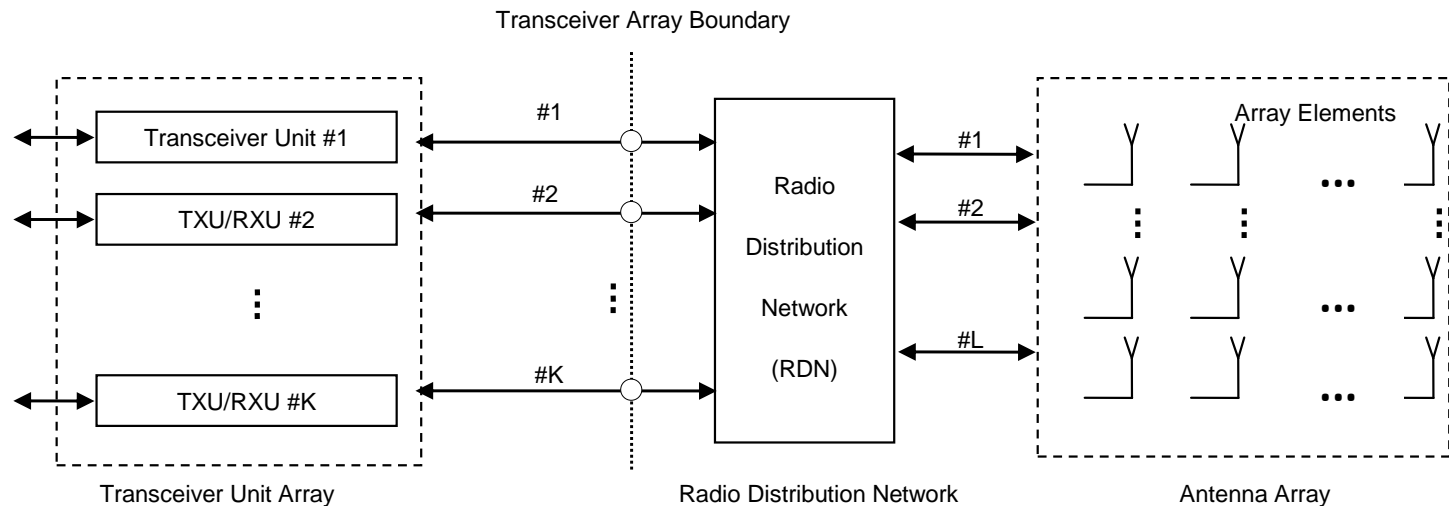 Transceiver Array Boundary
Transceiver Unit #1
TXU/RXU #2
TXU/RXU #K
#1
#2
#K
Radio
Distribution
Network
(RDN)
#1
#2
#L
Array Elements
Transceiver Unit Array
Radio Distribution Network
Antenna Array